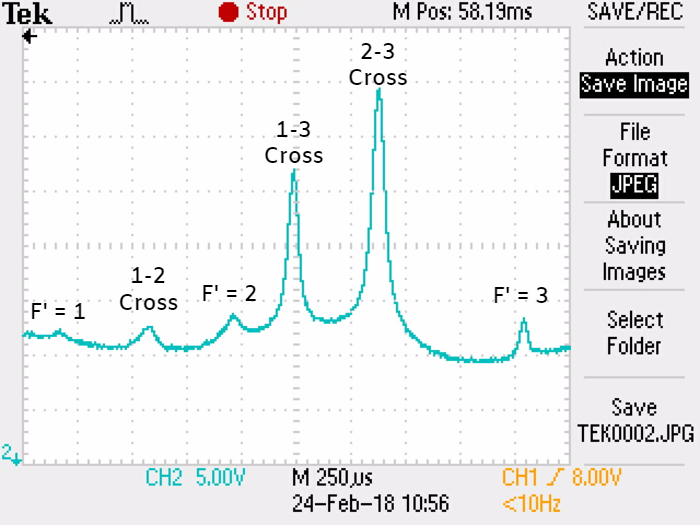 Tek Stop M Pos: 58.19ms SAVE/REC
Action
Save Image
File
Format
JPEG
About
Saving
Images
Select
Folder
Save
TEK0002.JPG
2-3
Cross
1-3
Cross
1-2
Cross
F' = 1
F' = 2
F' = 3
2
CH2 5.00V M 250µs CH1 8.00V
24-Feb-18 10:56 <10Hz